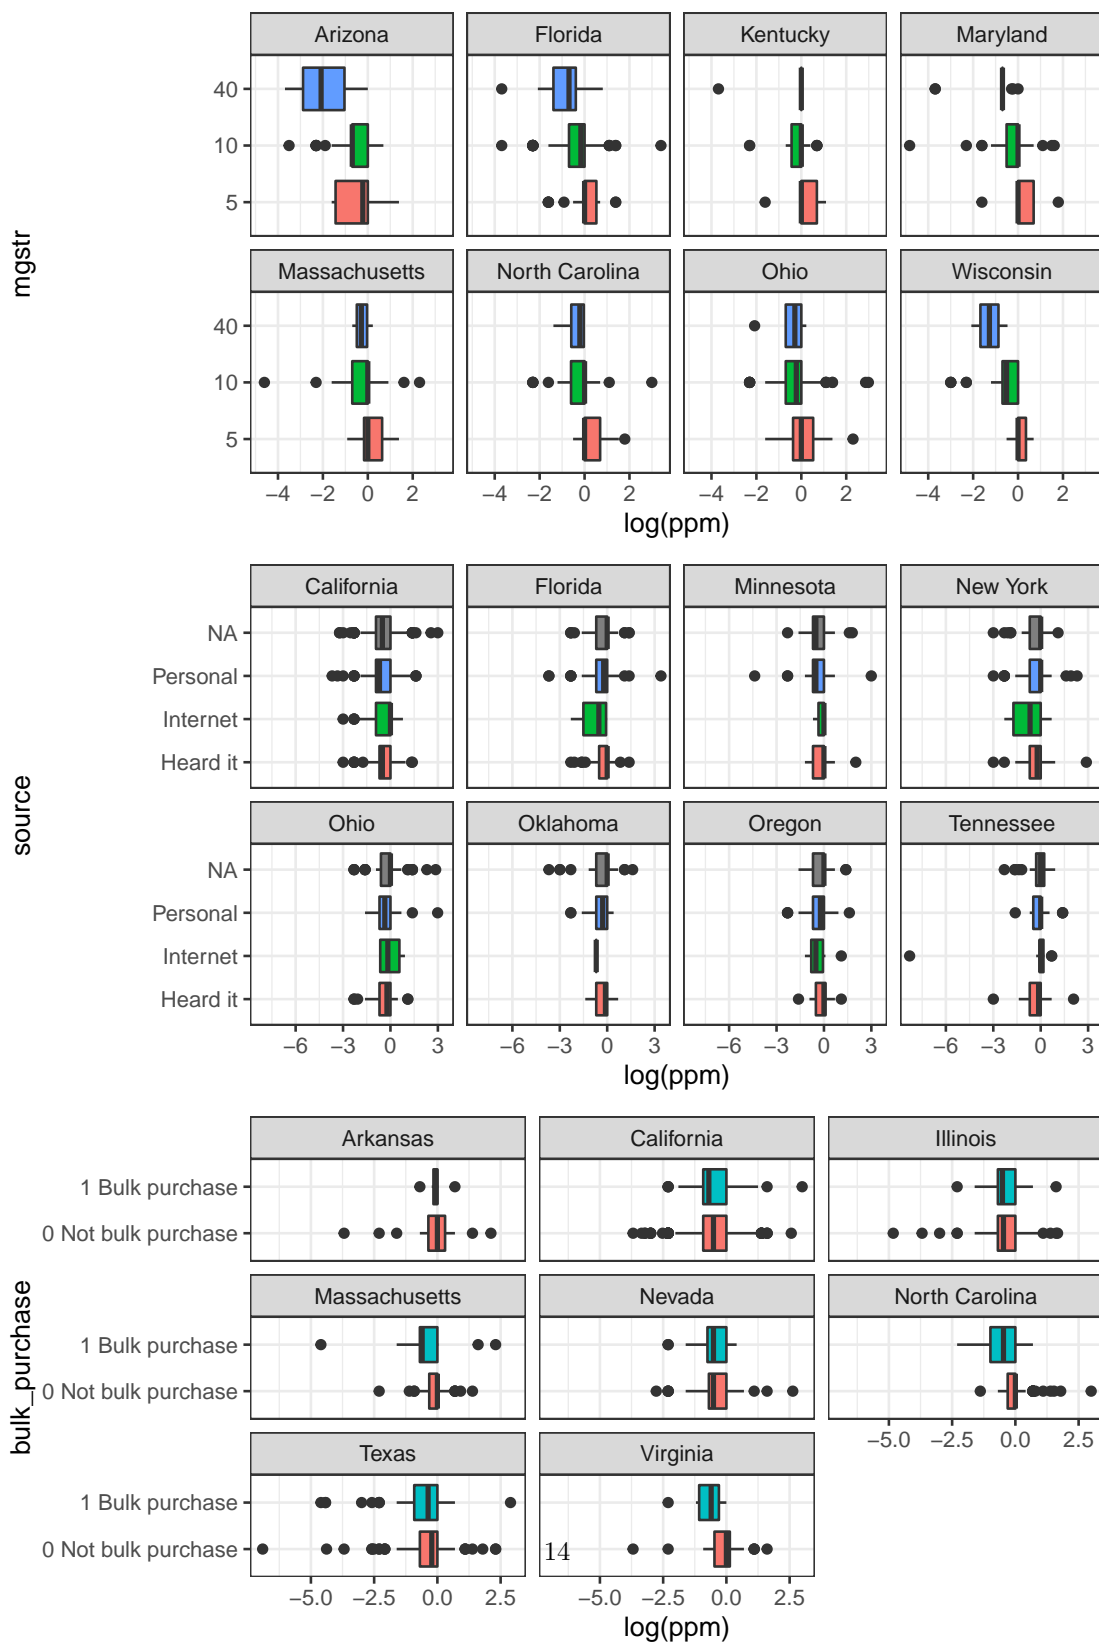 Arizona Florida Kentucky Maryland
40
10
5
mgstr
Massachusetts North Carolina Ohio Wisconsin
40
10
5
−4 −2 0 2 −4 −2 0 2 −4 −2 0 2 −4 −2 0 2
log(ppm)
California Florida Minnesota New York
NA
Personal
Internet
Heard it
source
Ohio Oklahoma Oregon Tennessee
NA
Personal
Internet
Heard it
−6 −3 0 3 −6 −3 0 3 −6 −3 0 3 −6 −3 0 3
log(ppm)
Arkansas California Illinois
1 Bulk purchase
0 Not bulk purchase
bulk_purchase
Massachusetts Nevada North Carolina
1 Bulk purchase
0 Not bulk purchase
−5.0 −2.5 0.0 2.5
Texas Virginia
1 Bulk purchase
0 Not bulk purchase
14
−5.0 −2.5 0.0 2.5 −5.0 −2.5 0.0 2.5
log(ppm)